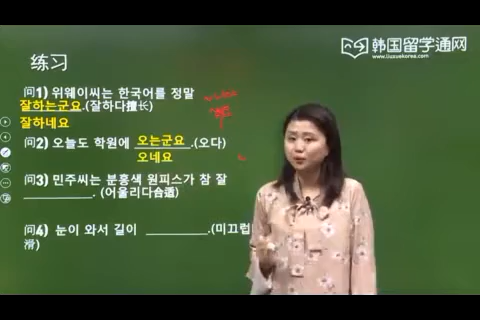 韩国留学通网
www.liuxuekorea.com
练习
问1) 위웨이씨는 한국어를 정말
잘하는군요.(잘하다擅长)
잘하네요
问2) 오늘도 학원에 오는군요.(오다)
오네요
问3) 민주씨는 분홍색 원피스가 참 잘
____________. (어울리다合适)
问4) 눈이 와서 길이 __________.(미끄럽
滑)